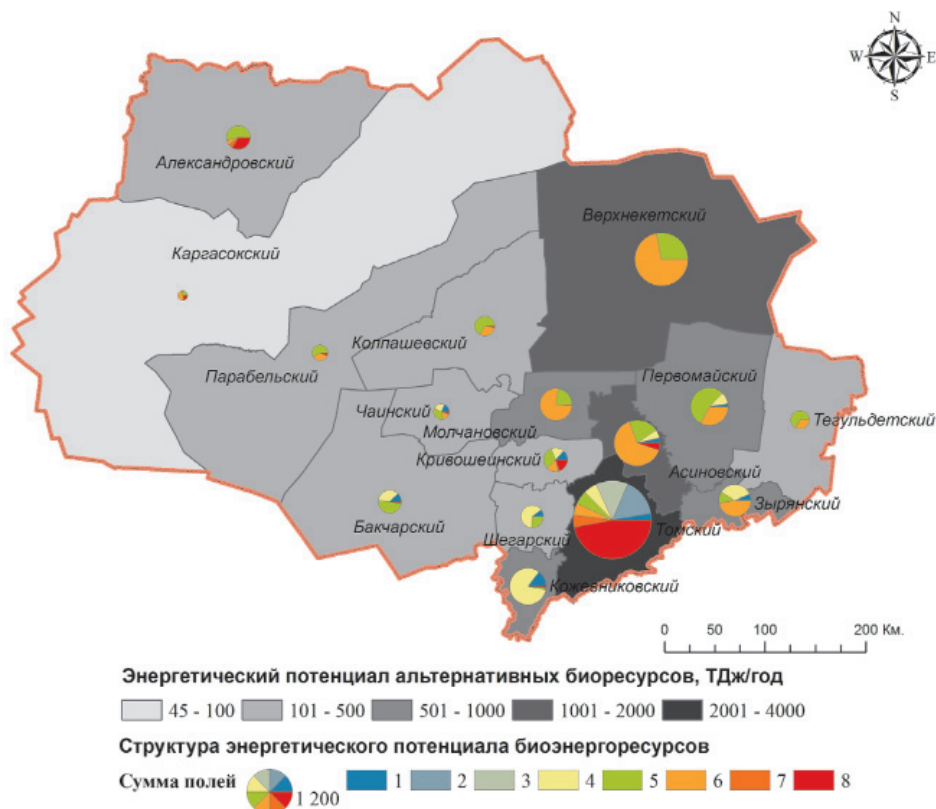 N
W E
S
Александровский
Верхнекетский
Каргасокский
Колпашевский
Парабельский
Первомайский
Чаинский
Молчановский
Тегульдетский
Кривошеинский
Асиновский
Зырянский
Бакчарский
Шегарский
Томский
Кожевниковский
0 50 100 200 Км.
Энергетический потенциал альтернативных биоресурсов, ТДж/год
45 - 100 101 - 500 501 - 1000 1001 - 2000 2001 - 4000
Структура энергетического потенциала биоэнергоресурсов
Сумма полей 1 200 1 2 3 4 5 6 7 8